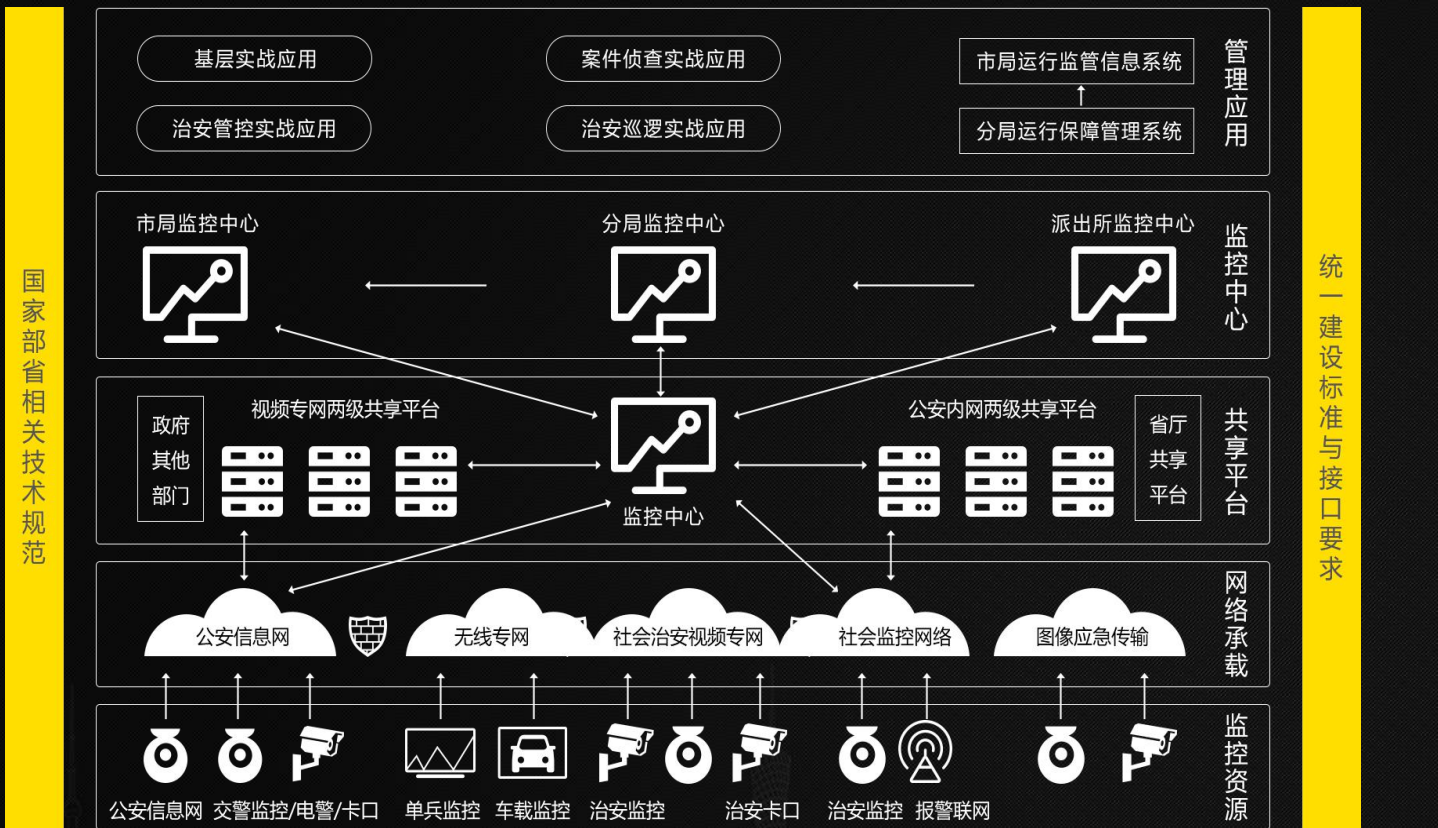 国家部省相关技术规范
基层实战应用
案件侦查实战应用
市局运行监管信息系统
治安管控实战应用
治安巡逻实战应用
分局运行保障管理系统
管理应用
市局监控中心
分局监控中心
派出所监控中心
监控中心
政府
其他
部门
视频专网两级共享平台
监控中心
公安内网两级共享平台
省厅
共享
平台
共享平台
公安信息网
无线专网
社会治安视频专网
社会监控网络
图像应急传输
网络承载
公安信息网
交警监控/电警/卡口
单兵监控
车载监控
治安监控
治安卡口
治安监控
报警联网
监控资源
统一建设标准与接口要求